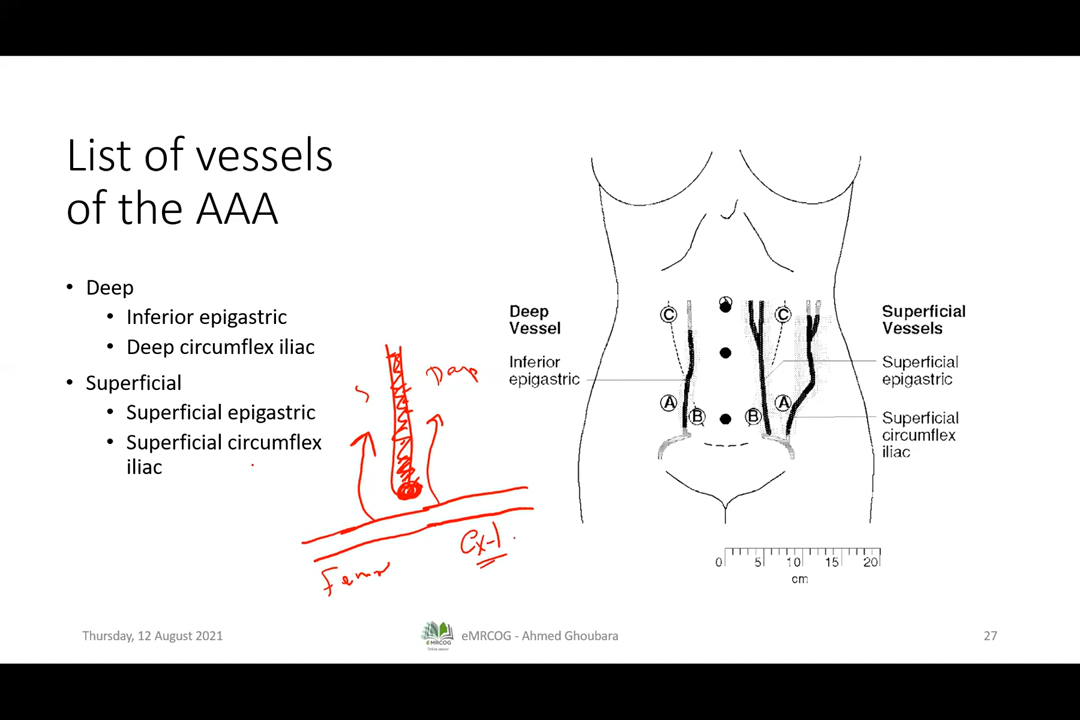 List of vessels
of the AAA
• Deep
• Inferior epigastric
• Deep circumflex iliac
• Superficial
• Superficial epigastric
• Superficial circumflex
iliac
S
Deep
Deep
Vessel
Inferior
epigastric
C
C
A
B
B
A
Superficial
Vessels
Superficial
epigastric
Superficial
circumflex
iliac
0 5 10 15 20
cm
Thursday, 12 August 2021
eMRCOG
eMRCOG - Ahmed Ghoubara
27